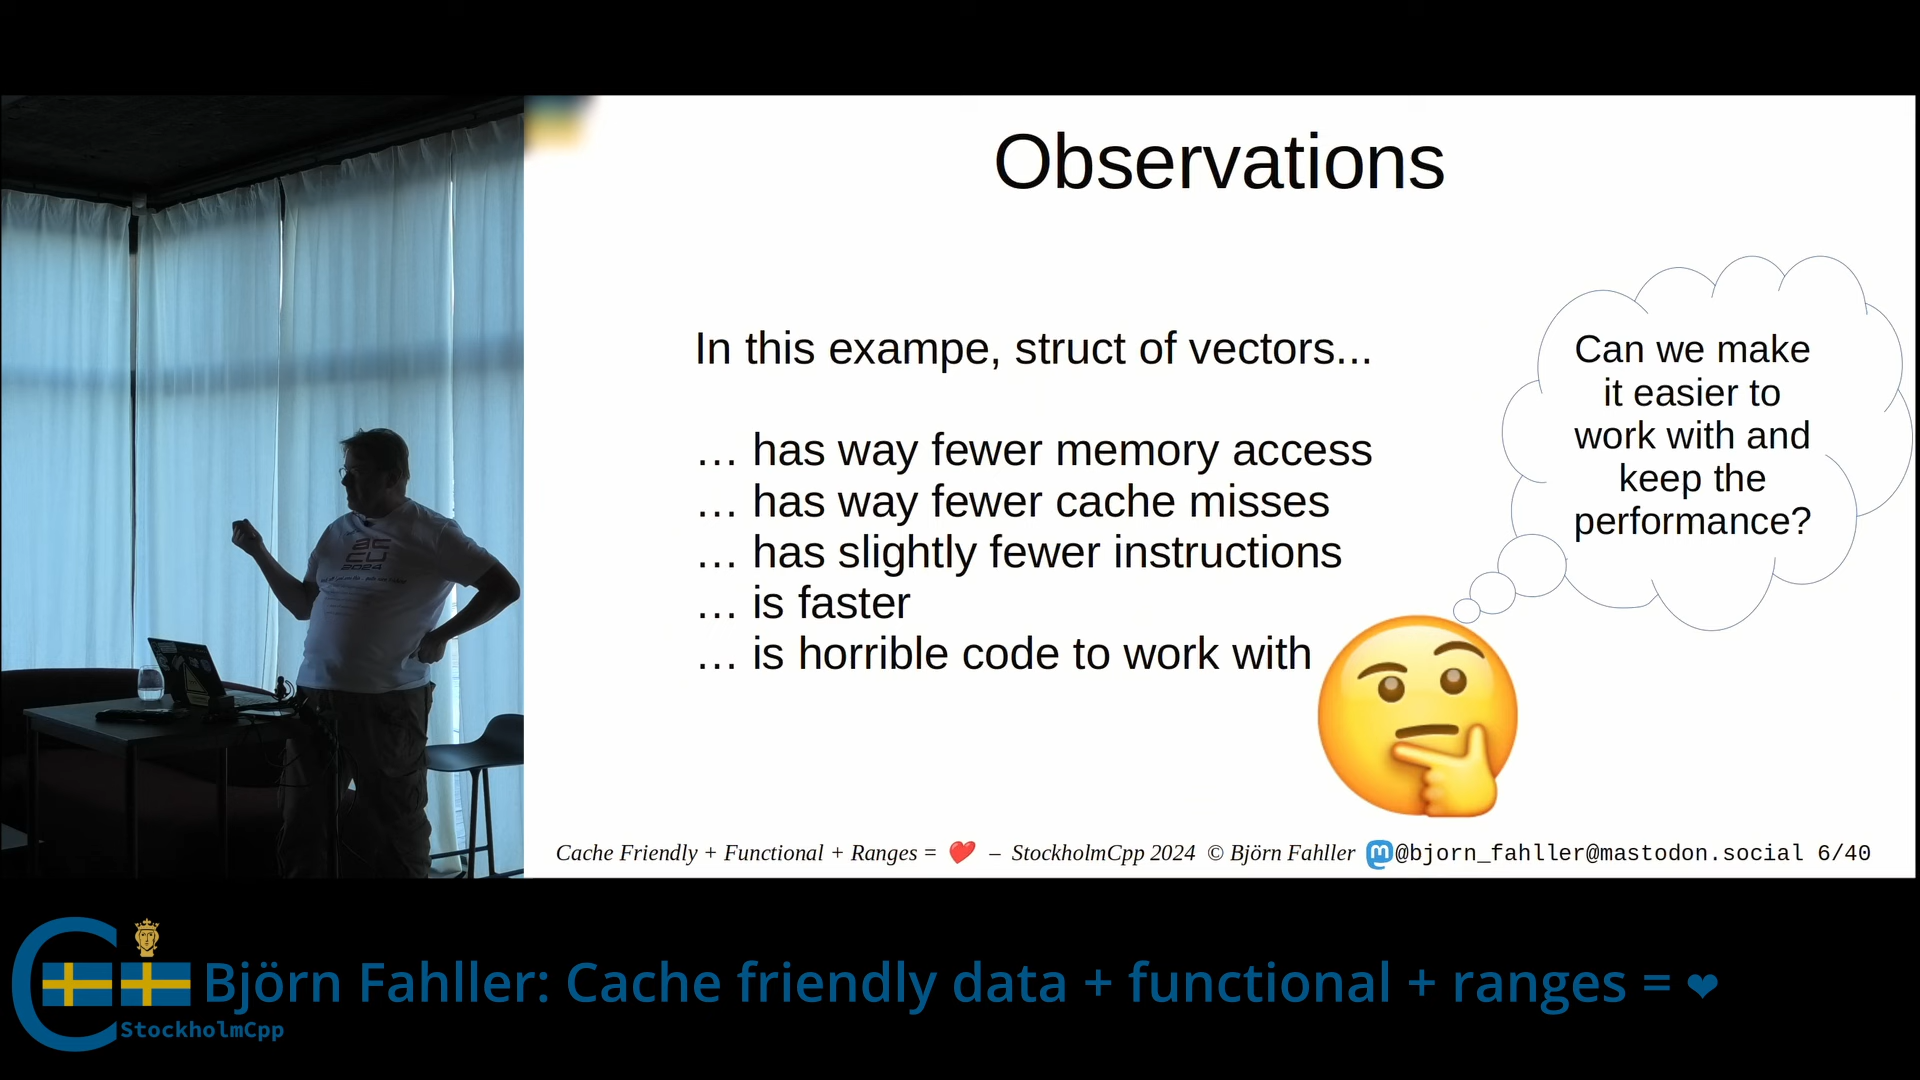 Observations
In this exampe, struct of vectors...
… has way fewer memory access
… has way fewer cache misses
… has slightly fewer instructions
… is faster
… is horrible code to work with
Can we make
it easier to
work with and
keep the
performance?
Cache Friendly + Functional + Ranges = ❤️ – StockholmCpp 2024 © Björn Fahller @bjorn_fahller@mastodon.social 6/40
accu
2024
Björn Fahller: Cache friendly data + functional + ranges = ❤
StockholmCpp